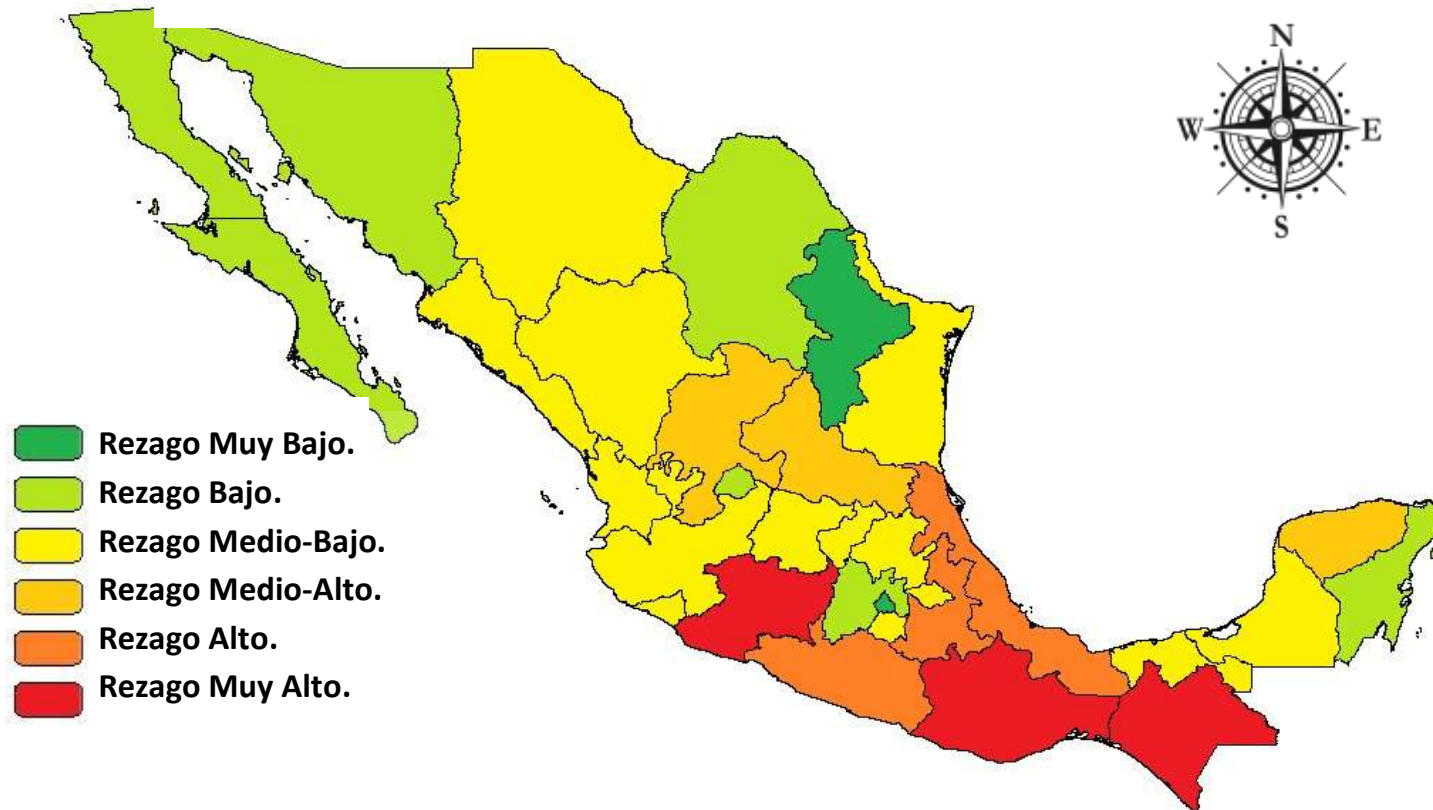 N
W E
S
Rezago Muy Bajo.
Rezago Bajo.
Rezago Medio-Bajo.
Rezago Medio-Alto.
Rezago Alto.
Rezago Muy Alto.